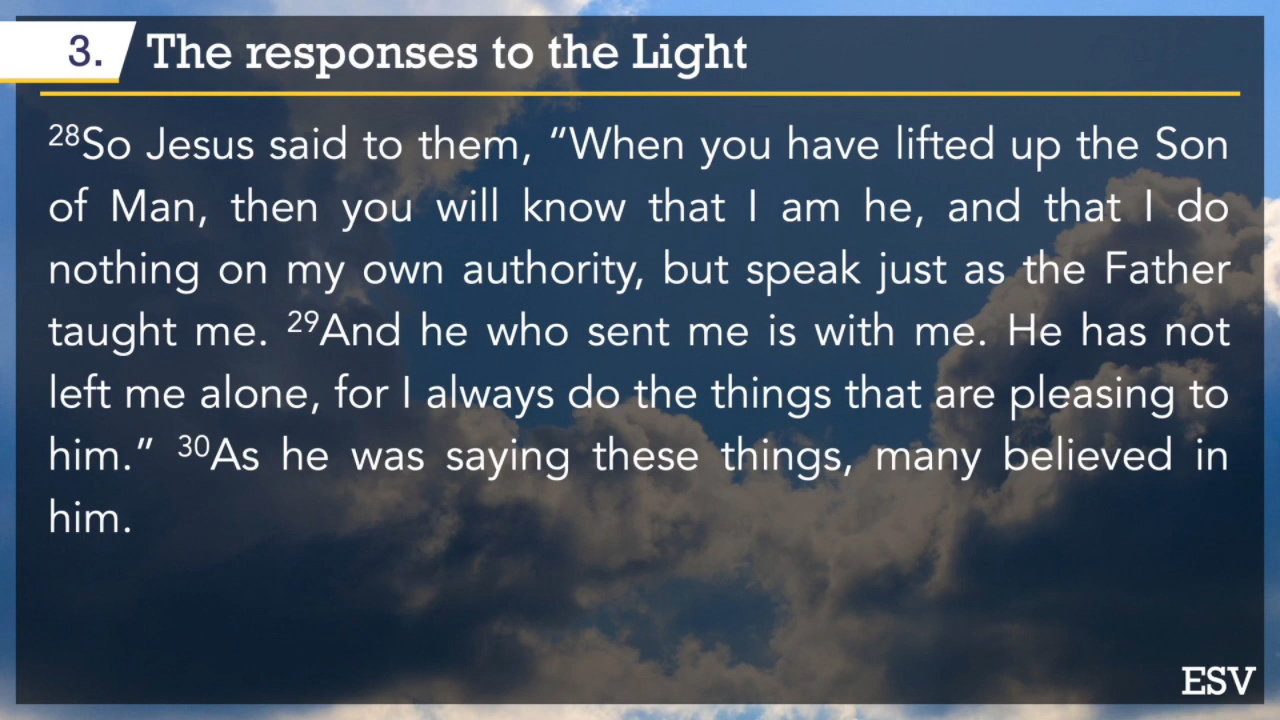 3. The responses to the Light
²⁸So Jesus said to them, “When you have lifted up the Son
of Man, then you will know that I am he, and that I do
nothing on my own authority, but speak just as the Father
taught me. ²⁹And he who sent me is with me. He has not
left me alone, for I always do the things that are pleasing to
him.” ³⁰As he was saying these things, many believed in
him.
ESV